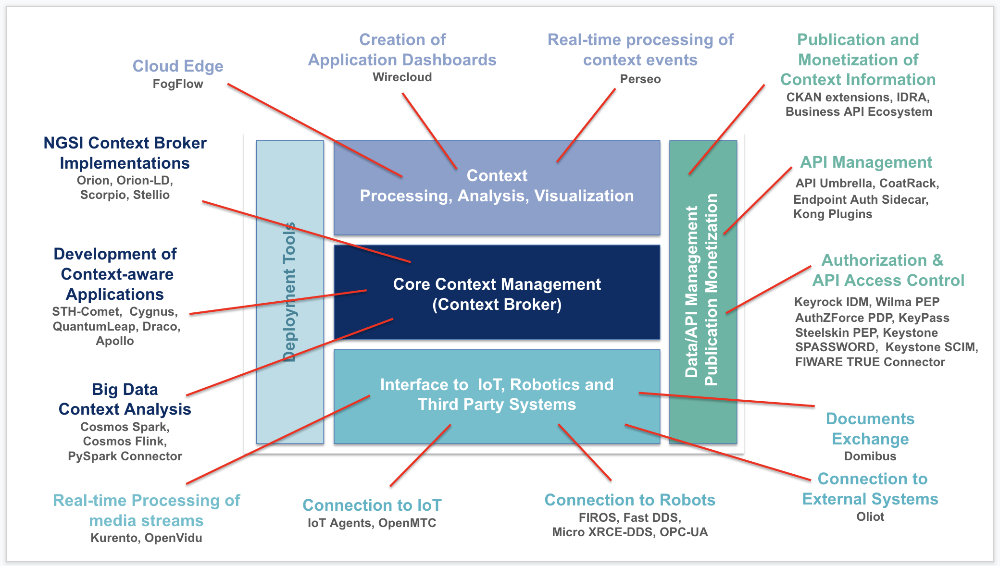 Cloud Edge
FogFlow
Creation of
Application Dashboards
Wirecloud
Real-time processing of
context events
Perseo
Publication and
Monetization of
Context Information
CKAN extensions, IDRA,
Business API Ecosystem
NGSI Context Broker
Implementations
Orion, Orion-LD,
Scorpio, Stellio
Development of
Context-aware
Applications
STH-Comet, Cygnus,
QuantumLeap, Draco,
Apollo
Big Data
Context Analysis
Cosmos Spark,
Cosmos Flink,
PySpark Connector
Deployment Tools
Context
Processing, Analysis, Visualization
Core Context Management
(Context Broker)
Interface to IoT, Robotics and
Third Party Systems
Data/API Management
Publication Monetization
API Management
API Umbrella, CoatRack,
Endpoint Auth Sidecar,
Kong Plugins
Authorization &
API Access Control
Keyrock IDM, Wilma PEP
AuthZForce PDP, KeyPass
Steelskin PEP, Keystone
SPASSWORD, Keystone SCIM,
FIWARE TRUE Connector
Documents
Exchange
Domibus
Connection to
External Systems
Oliot
Real-time Processing of
media streams
Kurento, OpenVidu
Connection to IoT
IoT Agents, OpenMTC
Connection to Robots
FIROS, Fast DDS,
Micro XRCE-DDS, OPC-UA